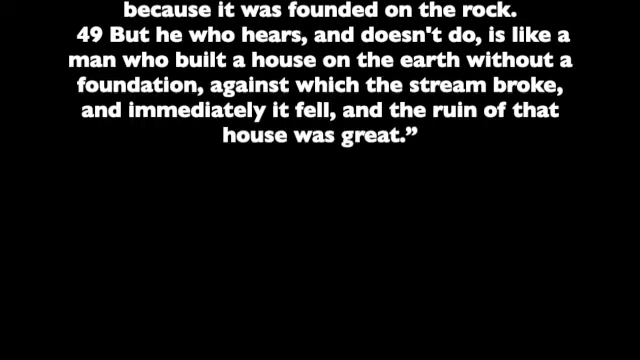 because it was founded on the rock.
49 But he who hears, and doesn't do, is like a
man who built a house on the earth without a
foundation, against which the stream broke,
and immediately it fell, and the ruin of that
house was great.”